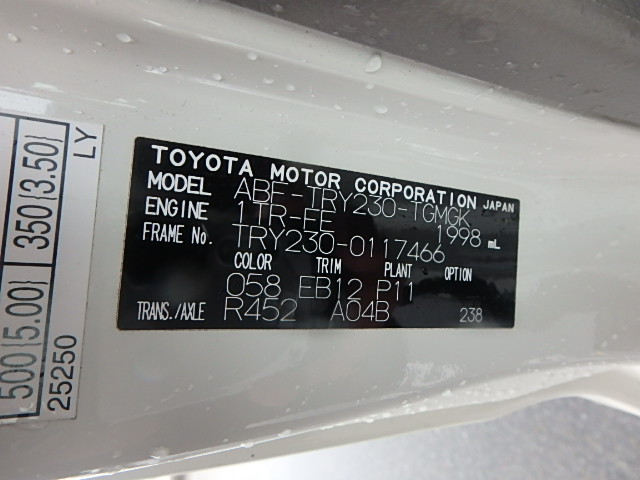 TOYOTA MOTOR CORPORATION JAPAN
MODEL ABF-TRY230-TGMGK
ENGINE 1TR-FE 1998 mL
FRAME No. TRY230-0117466
COLOR TRIM PLANT OPTION
058 EB12 P11
TRANS./AXLE R452 A04B 238
500(5.00) 350(3.50)
25250 LY